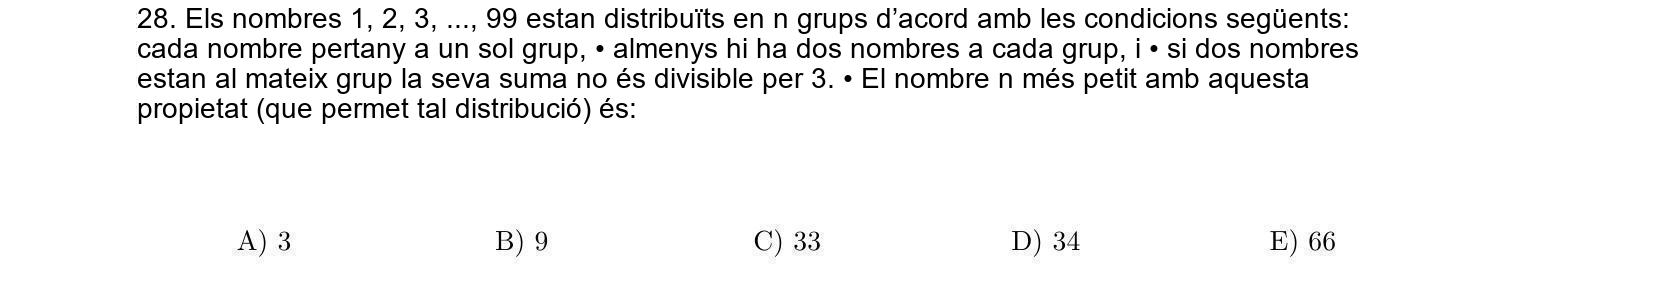 28. Els nombres 1, 2, 3, ..., 99 estan distribuïts en n grups d’acord amb les condicions següents:
cada nombre pertany a un sol grup, • almenys hi ha dos nombres a cada grup, i • si dos nombres
estan al mateix grup la seva suma no és divisible per 3. • El nombre n més petit amb aquesta
propietat (que permet tal distribució) és:
A) 3 B) 9 C) 33 D) 34 E) 66